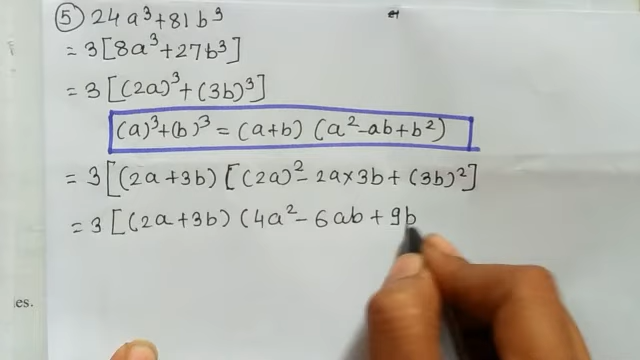 ⑤ 24a³+81b³
= 3[8a³+27b³]
= 3[(2a)³+(3b)³]
(a)³+(b)³ = (a+b) (a²-ab+b²)
= 3[(2a+3b) [(2a)²-2a×3b+(3b)²]
= 3[(2a+3b) (4a²-6ab+9b
es.